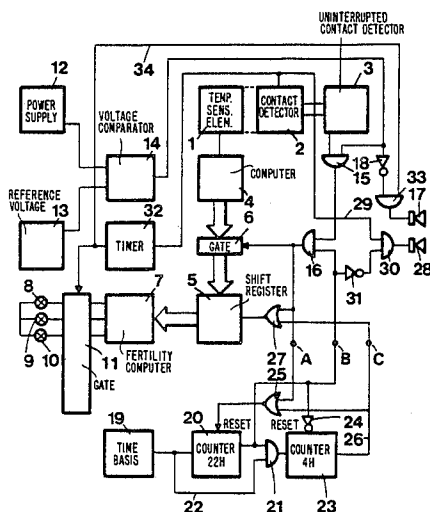 UNINTERRUPTED
CONTACT DETECTOR
34
12
POWER
SUPPLY
VOLTAGE
COMPARATOR
14
TEMP.
SENS.
ELEM.
1
CONTACT
DETECTOR
2
3
18
15
33
17
COMPUTER
4
29
REFERENCE
VOLTAGE
13
32
TIMER
6
GATE
16
30
28
31
8
9
10
7
5
SHIFT
REGISTER
11
FERTILITY
COMPUTER
GATE
27
A
B
C
25
19
TIME
BASIS
20
RESET
COUNTER
22H
RESET
24
26
COUNTER
4H
22
21
23